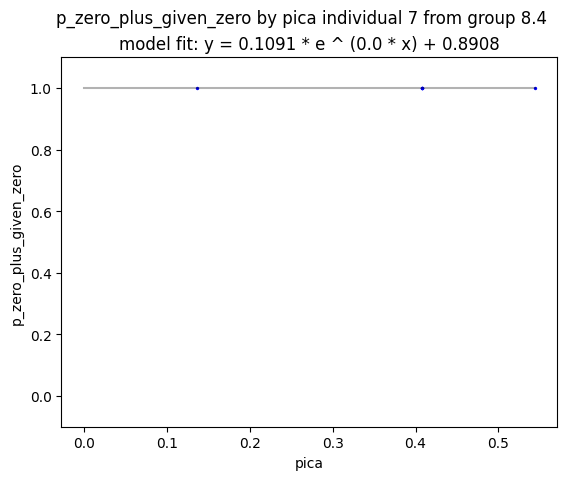 p_zero_plus_given_zero by pica individual 7 from group 8.4
model fit: y = 0.1091 * e ^ (0.0 * x) + 0.8908
p_zero_plus_given_zero
1.0
0.8
0.6
0.4
0.2
0.0
0.0 0.1 0.2 0.3 0.4 0.5
pica